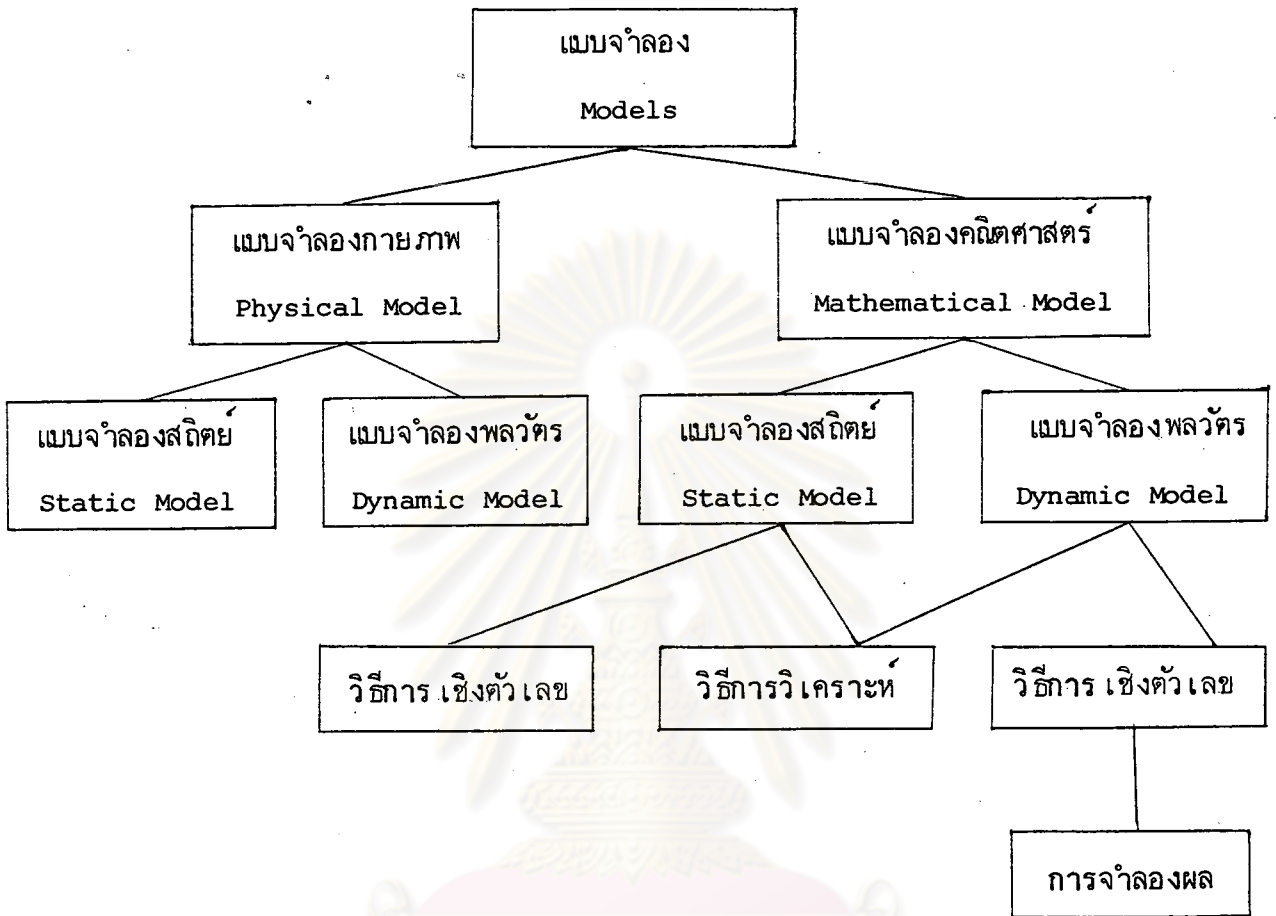 แบบจำลอง
Models
แบบจำลองกายภาพ
Physical Model
แบบจำลองคณิตศาสตร์
Mathematical Model
แบบจำลองสถิตย์
Static Model
แบบจำลองพลวัตร
Dynamic Model
แบบจำลองสถิตย์
Static Model
แบบจำลองพลวัตร
Dynamic Model
วิธีการเชิงตัวเลข
วิธีการวิเคราะห์
วิธีการเชิงตัวเลข
การจำลองผล